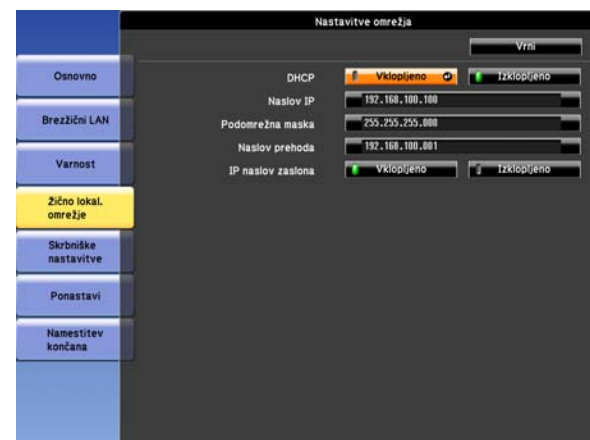 Nastavitve omrežja
Vrni
Osnovno
Brezžični LAN
Varnost
Žično lokal.
omrežje
Skrbniške
nastavitve
Ponastavi
Namestitev
končana
DHCP Vklopljeno Izklopljeno
Naslov IP 192.168.100.100
Podomrežna maska 255.255.255.000
Naslov prehoda 192.168.100.001
IP naslov zaslona Vklopljeno Izklopljeno